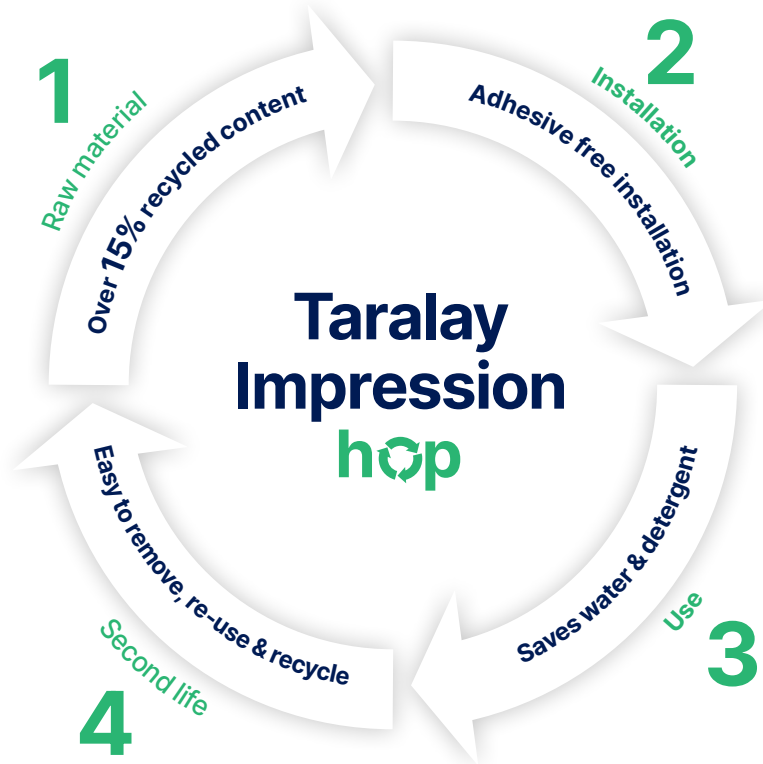 Taralay
Impression
hop
1
Raw material
Over 15% recycled content
2
Installation
Adhesive free installation
3
Use
Saves water & detergent
4
Second life
Easy to remove, re-use & recycle